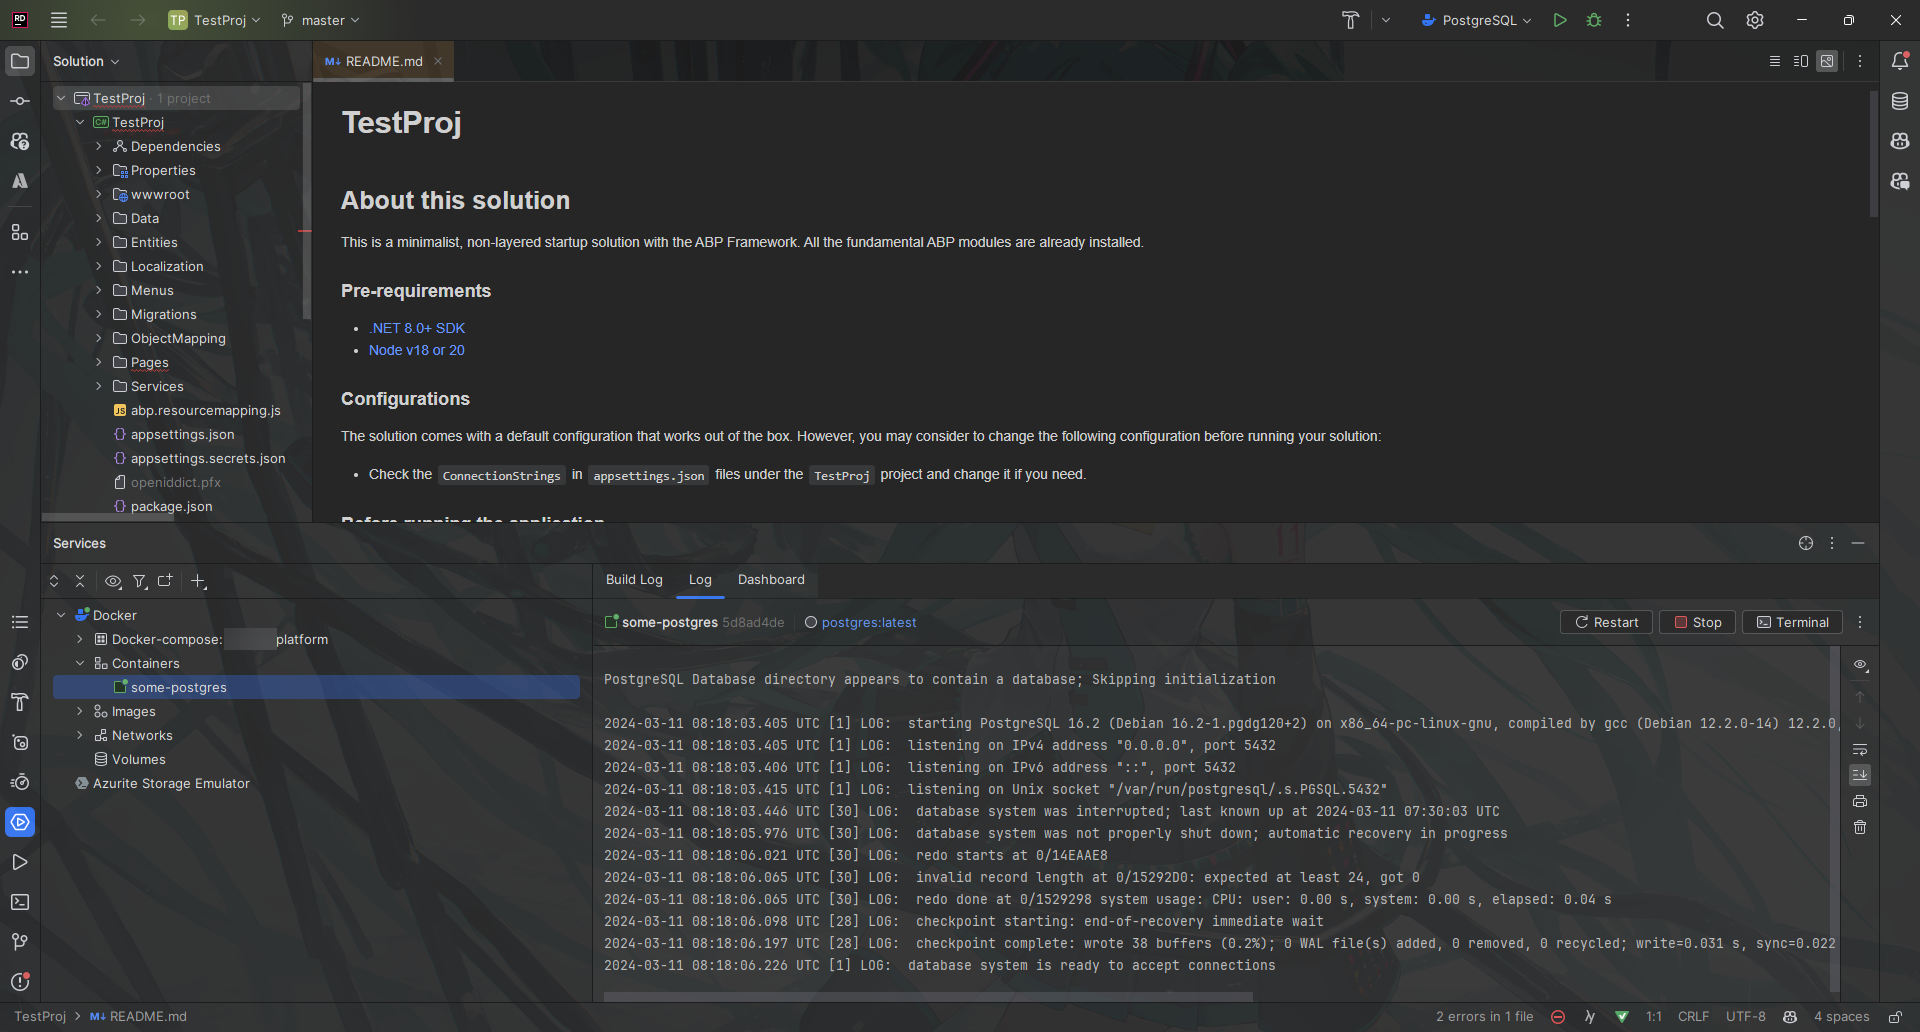 RD
TP TestProj
master
PostgreSQL
Solution
M↓ README.md
TestProj · 1 project
C# TestProj
Dependencies
Properties
wwwroot
Data
Entities
Localization
Menus
Migrations
ObjectMapping
Pages
Services
JS abp.resourcemapping.js
{} appsettings.json
{} appsettings.secrets.json
openiddict.pfx
{} package.json
TestProj
About this solution
This is a minimalist, non-layered startup solution with the ABP Framework. All the fundamental ABP modules are already installed.
Pre-requirements
• .NET 8.0+ SDK
• Node v18 or 20
Configurations
The solution comes with a default configuration that works out of the box. However, you may consider to change the following configuration before running your solution:
• Check the ConnectionStrings in appsettings.json files under the TestProj project and change it if you need.
Before running the application
Services
Docker
Docker-compose: platform
Containers
some-postgres
Images
Networks
Volumes
Azurite Storage Emulator
Build Log Log Dashboard
some-postgres 5d8ad4de postgres:latest
Restart Stop Terminal
PostgreSQL Database directory appears to contain a database; Skipping initialization
2024-03-11 08:18:03.405 UTC [1] LOG:  starting PostgreSQL 16.2 (Debian 16.2-1.pgdg120+2) on x86_64-pc-linux-gnu, compiled by gcc (Debian 12.2.0-14) 12.2.0,
2024-03-11 08:18:03.405 UTC [1] LOG:  listening on IPv4 address "0.0.0.0", port 5432
2024-03-11 08:18:03.406 UTC [1] LOG:  listening on IPv6 address "::", port 5432
2024-03-11 08:18:03.415 UTC [1] LOG:  listening on Unix socket "/var/run/postgresql/.s.PGSQL.5432"
2024-03-11 08:18:03.446 UTC [30] LOG:  database system was interrupted; last known up at 2024-03-11 07:30:03 UTC
2024-03-11 08:18:05.976 UTC [30] LOG:  database system was not properly shut down; automatic recovery in progress
2024-03-11 08:18:06.021 UTC [30] LOG:  redo starts at 0/14EAAE8
2024-03-11 08:18:06.065 UTC [30] LOG:  invalid record length at 0/15292D0: expected at least 24, got 0
2024-03-11 08:18:06.065 UTC [30] LOG:  redo done at 0/1529298 system usage: CPU: user: 0.00 s, system: 0.00 s, elapsed: 0.04 s
2024-03-11 08:18:06.098 UTC [28] LOG:  checkpoint starting: end-of-recovery immediate wait
2024-03-11 08:18:06.197 UTC [28] LOG:  checkpoint complete: wrote 38 buffers (0.2%); 0 WAL file(s) added, 0 removed, 0 recycled; write=0.031 s, sync=0.022
2024-03-11 08:18:06.226 UTC [1] LOG:  database system is ready to accept connections
TestProj > M↓ README.md
2 errors in 1 file 1:1 CRLF UTF-8 4 spaces